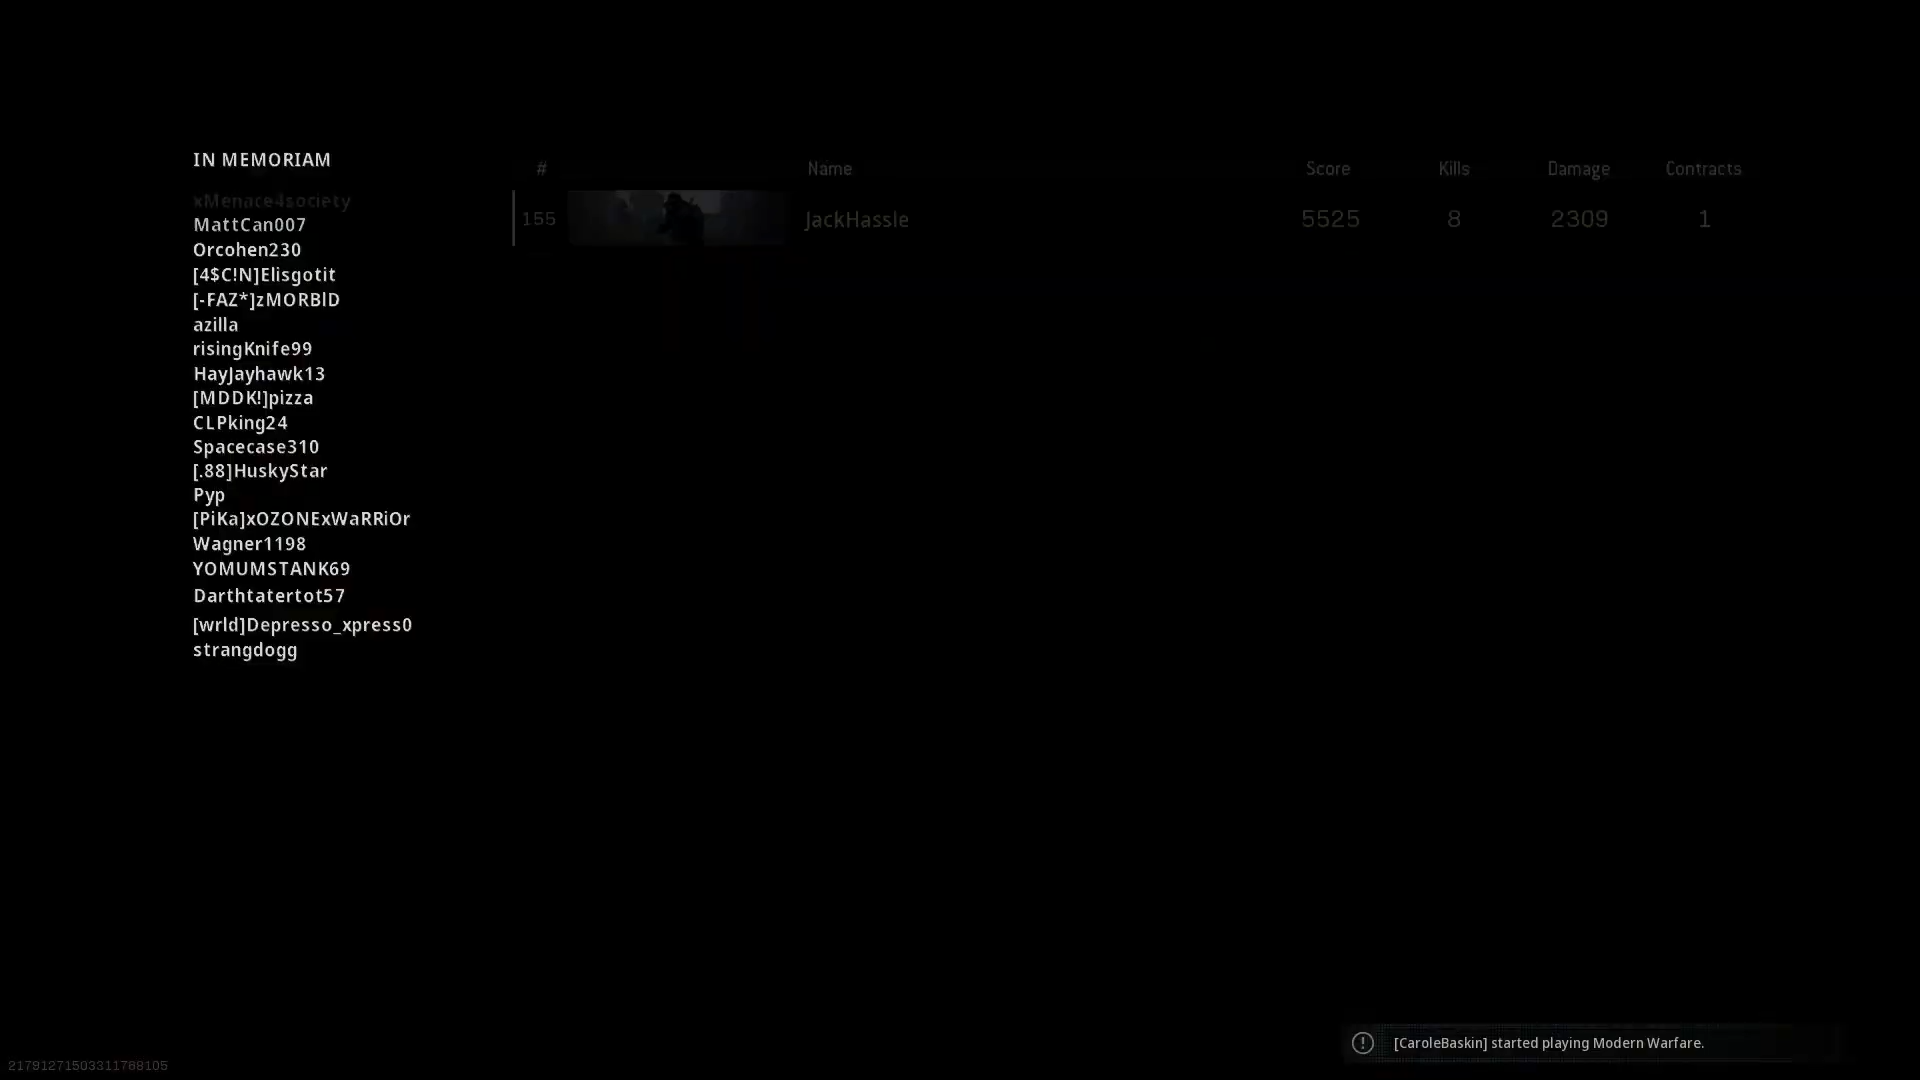 IN MEMORIAM
xMenace4society
MattCan007
Orcohen230
[4$C!N]Elisgotit
[-FAZ*]zMORBlD
azilla
risingKnife99
HayJayhawk13
[MDDK!]pizza
CLPking24
Spacecase310
[.88]HuskyStar
Pyp
[PiKa]xOZONExWaRRiOr
Wagner1198
YOMUMSTANK69
Darthtatertot57
[wrld]Depresso_xpress0
strangdogg
# Name Score Kills Damage Contracts
155 JackHassle 5525 8 2309 1
[CaroleBaskin] started playing Modern Warfare.
21791271503311788105